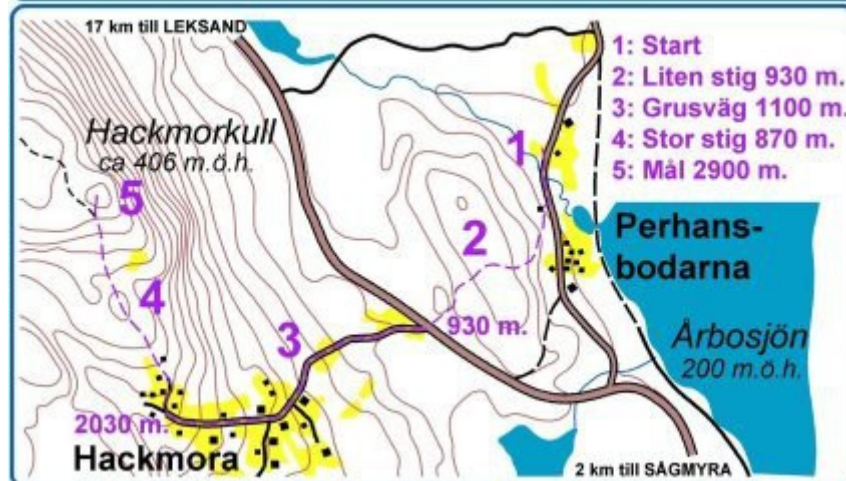 17 km till LEKSAND
1: Start
2: Liten stig 930 m.
3: Grusväg 1100 m.
4: Stor stig 870 m.
5: Mål 2900 m.
Hackmorkull
ca 406 m.ö.h.
1
5
2
Perhans-
bodarna
4
3
930 m.
Årbosjön
200 m.ö.h.
2030 m.
Hackmora
2 km till SÅGMYRA